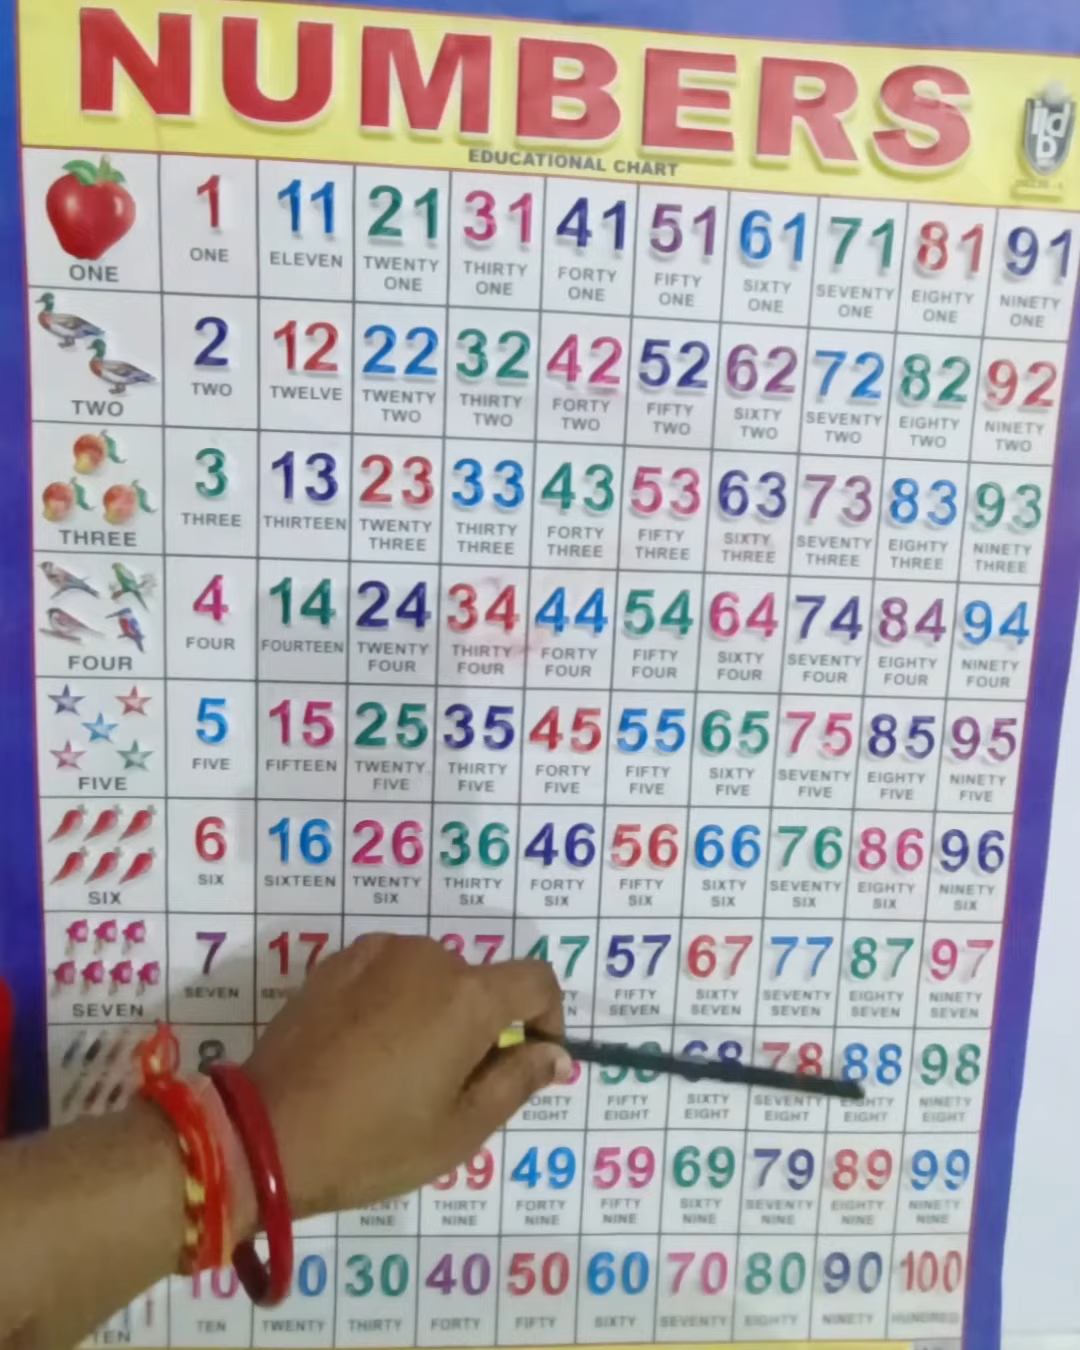 NUMBERS
EDUCATIONAL CHART
ONE 1 11 21 31 41 51 61 71 81 91
ONE ELEVEN TWENTY ONE THIRTY ONE FORTY ONE FIFTY ONE SIXTY ONE SEVENTY ONE EIGHTY ONE NINETY ONE
TWO 2 12 22 32 42 52 62 72 82 92
TWO TWELVE TWENTY TWO THIRTY TWO FORTY TWO FIFTY TWO SIXTY TWO SEVENTY TWO EIGHTY TWO NINETY TWO
THREE 3 13 23 33 43 53 63 73 83 93
THREE THIRTEEN TWENTY THREE THIRTY THREE FORTY THREE FIFTY THREE SIXTY THREE SEVENTY THREE EIGHTY THREE NINETY THREE
FOUR 4 14 24 34 44 54 64 74 84 94
FOUR FOURTEEN TWENTY FOUR THIRTY FOUR FORTY FOUR FIFTY FOUR SIXTY FOUR SEVENTY FOUR EIGHTY FOUR NINETY FOUR
FIVE 5 15 25 35 45 55 65 75 85 95
FIVE FIFTEEN TWENTY FIVE THIRTY FIVE FORTY FIVE FIFTY FIVE SIXTY FIVE SEVENTY FIVE EIGHTY FIVE NINETY FIVE
SIX 6 16 26 36 46 56 66 76 86 96
SIX SIXTEEN TWENTY SIX THIRTY SIX FORTY SIX FIFTY SIX SIXTY SIX SEVENTY SIX EIGHTY SIX NINETY SIX
SEVEN 7 17 37 47 57 67 77 87 97
SEVEN FIFTY SEVEN SIXTY SEVEN SEVENTY SEVEN EIGHTY SEVEN NINETY SEVEN
8 58 68 78 88 98
EIGHT FIFTY EIGHT SIXTY EIGHT SEVENTY EIGHT EIGHTY EIGHT NINETY EIGHT
39 49 59 69 79 89 99
NINE THIRTY NINE FORTY NINE FIFTY NINE SIXTY NINE SEVENTY NINE EIGHTY NINE NINETY NINE
TEN 10 30 40 50 60 70 80 90 100
TEN TWENTY THIRTY FORTY FIFTY SIXTY SEVENTY EIGHTY NINETY HUNDRED